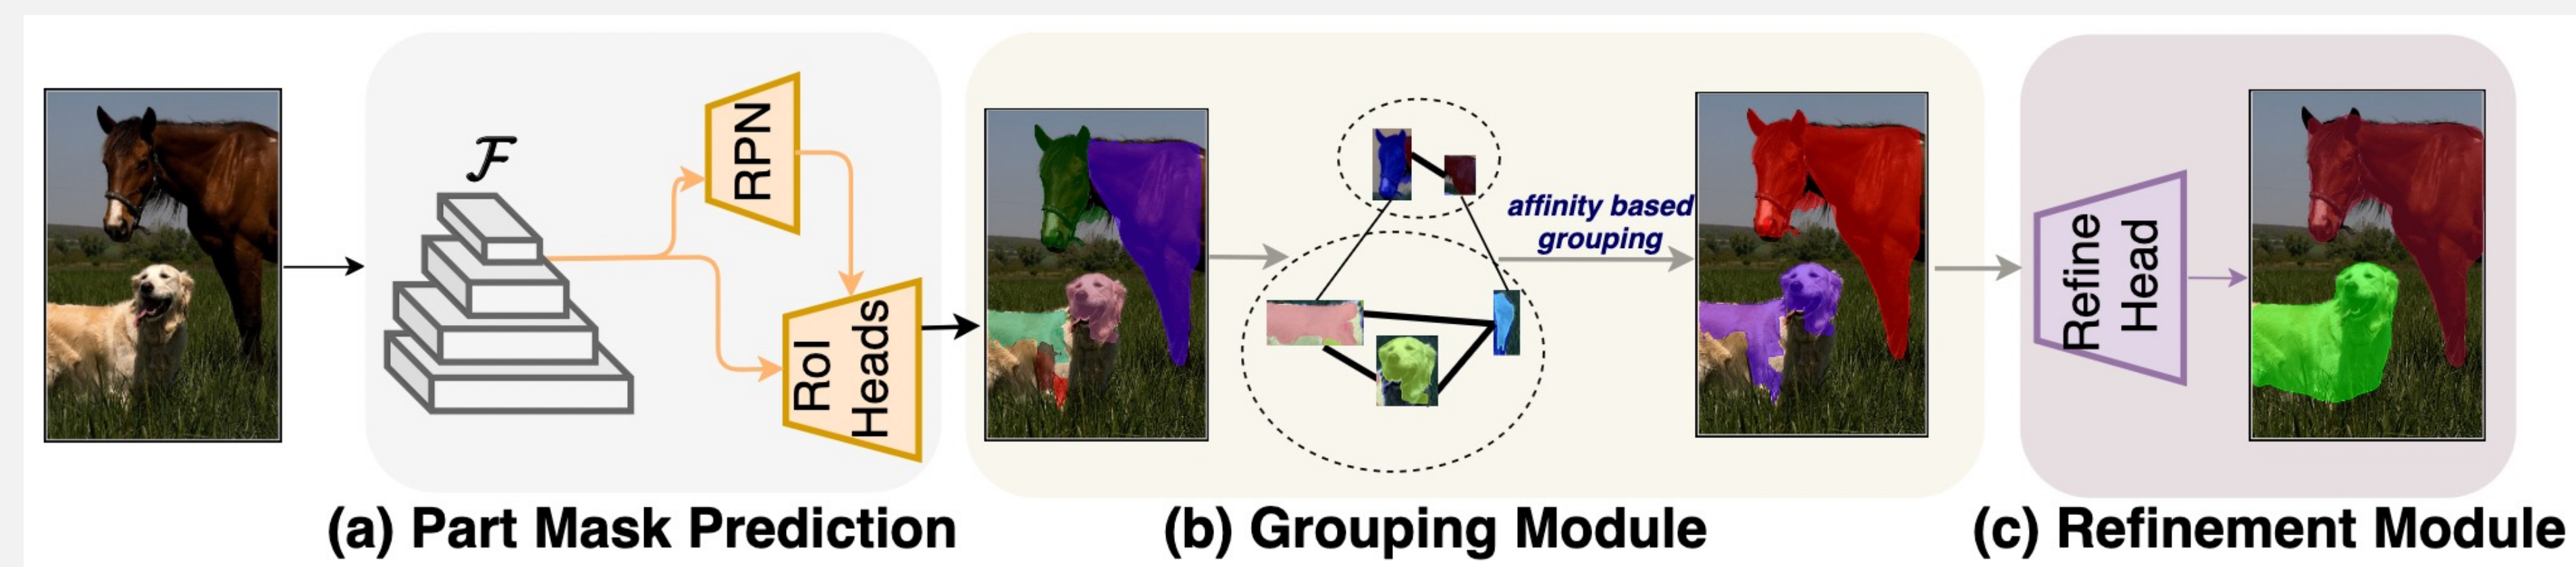 ℱ
RPN
RoI
Heads
affinity based
grouping
Refine
Head
(a) Part Mask Prediction
(b) Grouping Module
(c) Refinement Module